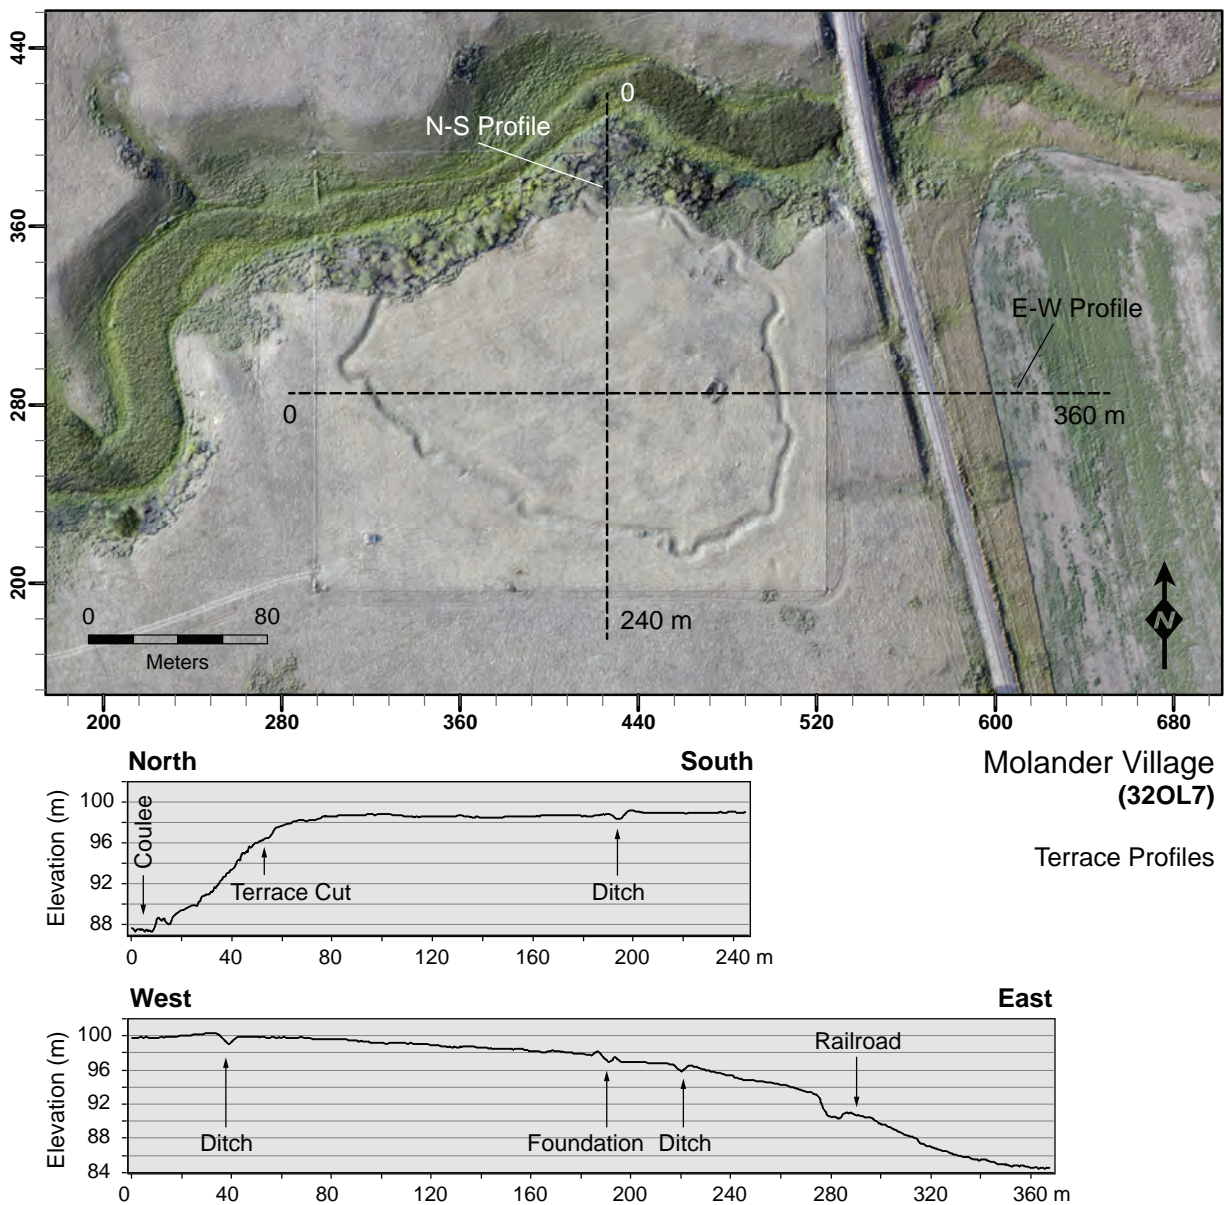 440
360
280
200
0
N-S Profile
E-W Profile
0
360 m
240 m
0
80
Meters
N
200
280
360
440
520
600
680
Molander Village
(32OL7)
Terrace Profiles
North
South
Elevation (m)
100
96
92
88
Coulee
Terrace Cut
Ditch
0
40
80
120
160
200
240 m
West
East
Elevation (m)
100
96
92
88
84
Ditch
Foundation
Ditch
Railroad
0
40
80
120
160
200
240
280
320
360 m